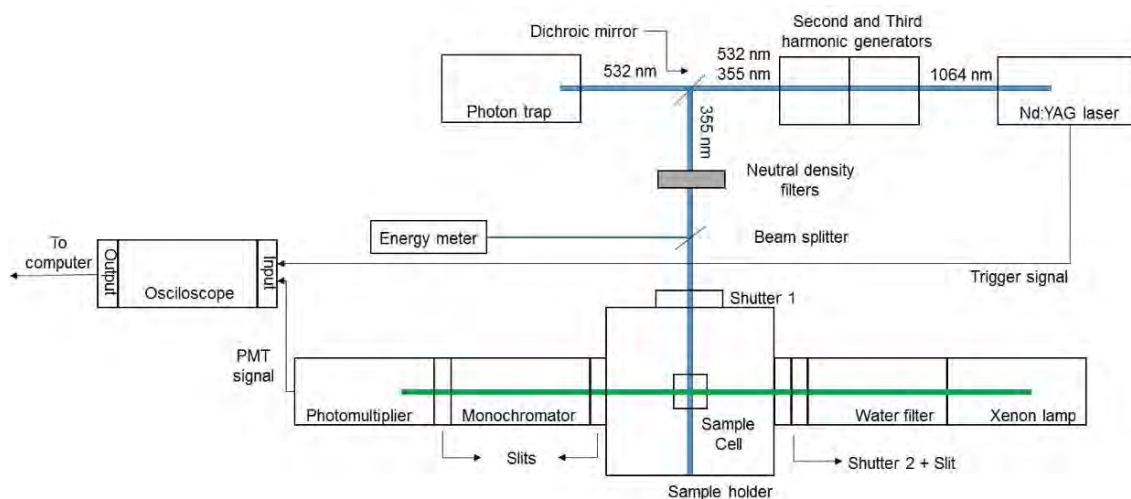 Dichroic mirror
Second and Third
harmonic generators
532 nm
532 nm
355 nm
1064 nm
Photon trap
Nd:YAG laser
355 nm
Neutral density
filters
Energy meter
Beam splitter
To
computer
Output
Osciloscope
Input
Trigger signal
Shutter 1
PMT
signal
Photomultiplier
Monochromator
Sample
Cell
Water filter
Xenon lamp
Slits
Shutter 2 + Slit
Sample holder